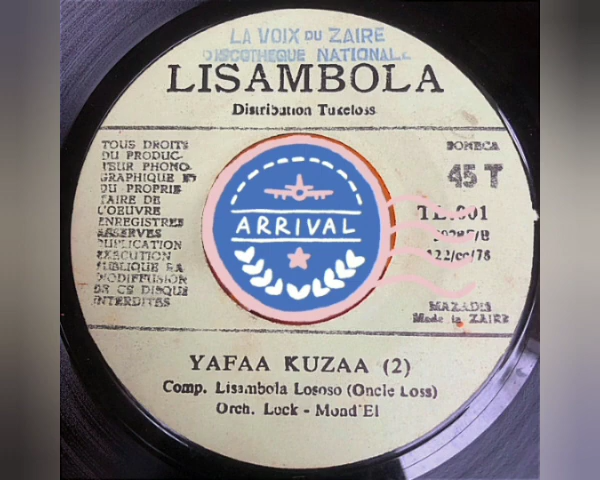 LA VOIX DU ZAIRE
DISCOTHEQUE NATIONALE
LISAMBOLA
Distribution Tukeloss
TOUS DROITS
DU PRODUC-
TEUR PHONO-
GRAPHIQUE ET
DU PROPRIE-
TAIRE DE
L'OEUVRE
ENREGISTRES
RESERVES
DUPLICATION
EXECUTION
PUBLIQUE RA
DIODIFFUSION
DE CE DISQUE
INTERDITES
ARRIVAL
SONECA
45 T
MAZADIS
Made in ZAIRE
YAFAA KUZAA (2)
Comp. Lisambola Lososo (Oncle Loss)
Orch. Lock - Mond'El